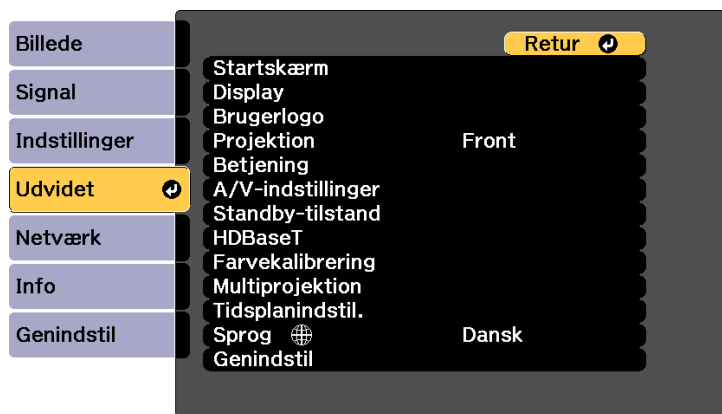 Billede
Signal
Indstillinger
Udvidet
Netværk
Info
Genindstil
Retur
Startskærm
Display
Brugerlogo
Projektion Front
Betjening
A/V-indstillinger
Standby-tilstand
HDBaseT
Farvekalibrering
Multiprojektion
Tidsplanindstil.
Sprog Dansk
Genindstil